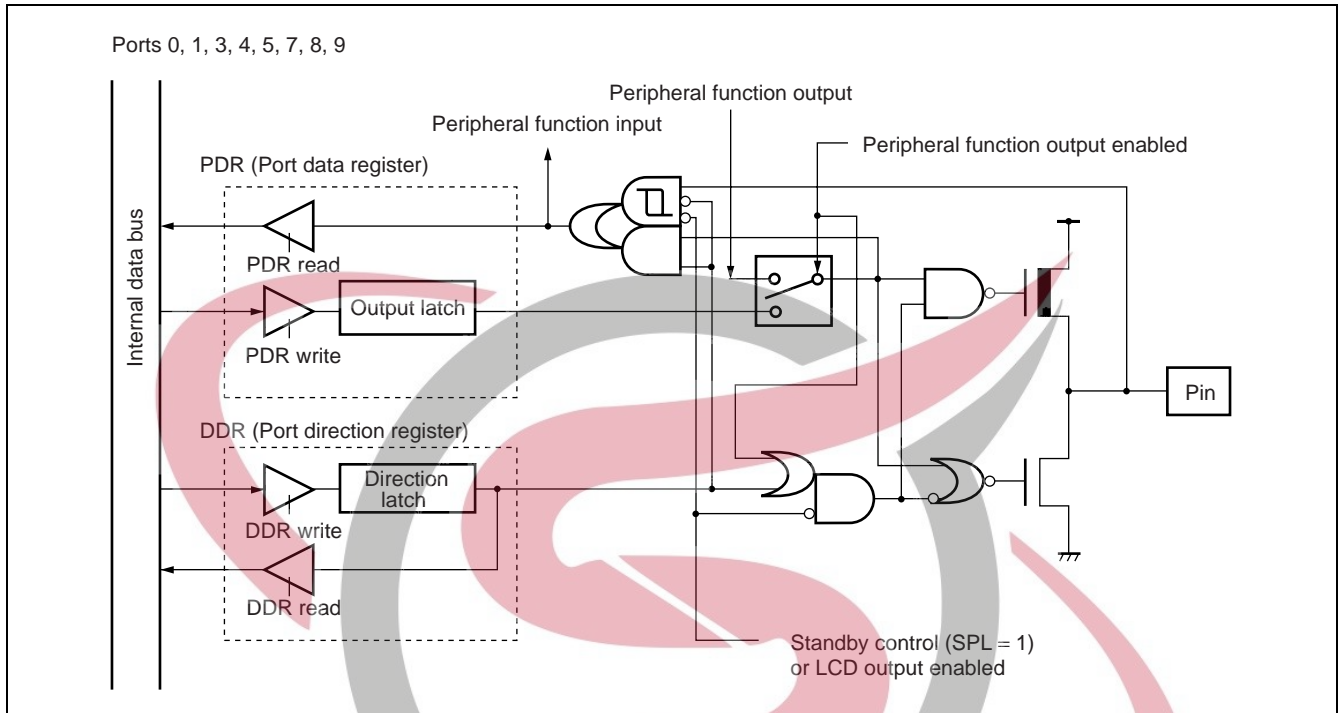 Ports 0, 1, 3, 4, 5, 7, 8, 9
Peripheral function output
Peripheral function input
Peripheral function output enabled
PDR (Port data register)
Internal data bus
PDR read
Output latch
PDR write
Pin
DDR (Port direction register)
Direction
latch
DDR write
DDR read
Standby control (SPL = 1)
or LCD output enabled